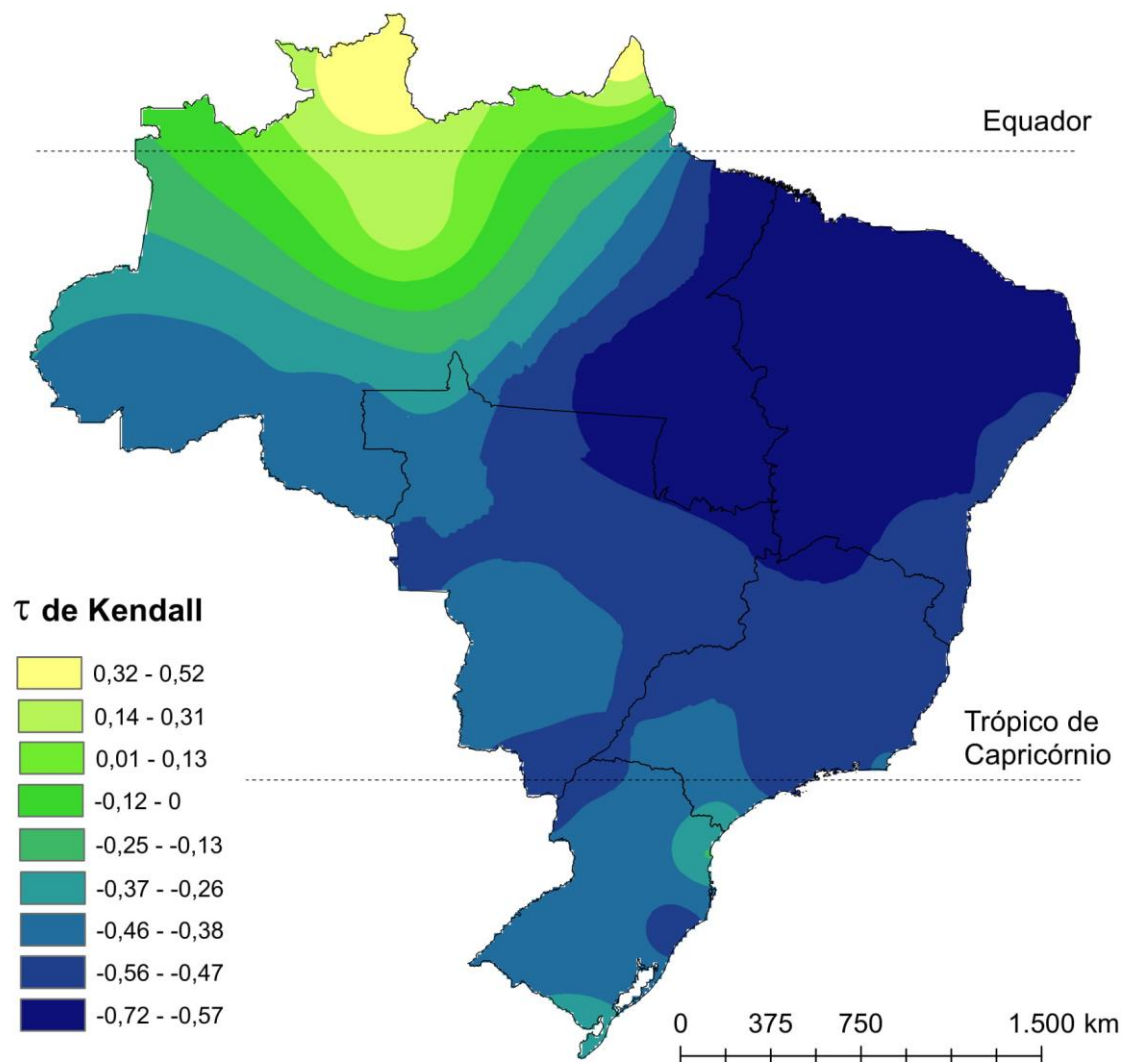 Equador
τ de Kendall
0,32 - 0,52
0,14 - 0,31
0,01 - 0,13
-0,12 - 0
-0,25 - -0,13
-0,37 - -0,26
-0,46 - -0,38
-0,56 - -0,47
-0,72 - -0,57
Trópico de
Capricórnio
0 375 750 1.500 km